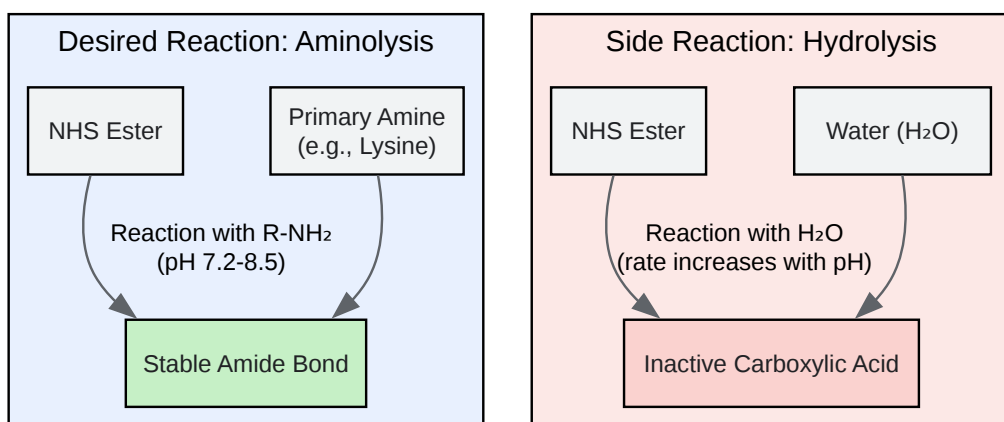 Desired Reaction: Aminolysis
NHS Ester
Primary Amine
(e.g., Lysine)
Reaction with R-NH₂
(pH 7.2-8.5)
Stable Amide Bond
Side Reaction: Hydrolysis
NHS Ester
Water (H₂O)
Reaction with H₂O
(rate increases with pH)
Inactive Carboxylic Acid